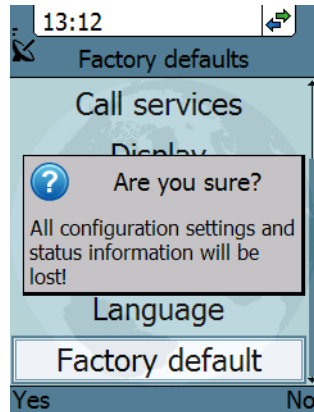 13:12
Factory defaults
Call services
Display
Are you sure?
All configuration settings and
status information will be
lost!
Language
Factory default
Yes No